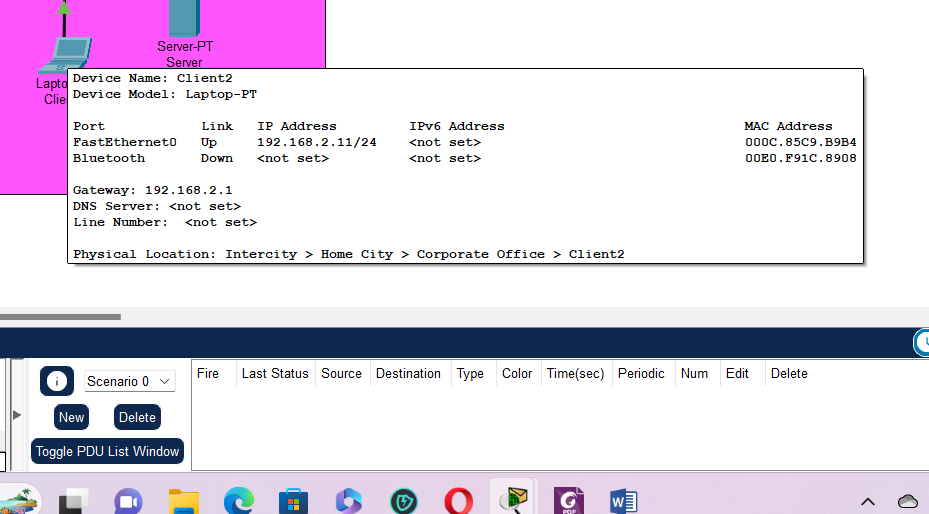 Server-PT
Server
Device Name: Client2
Device Model: Laptop-PT
Port Link IP Address IPv6 Address MAC Address
FastEthernet0 Up 192.168.2.11/24 <not set> 000C.85C9.B9B4
Bluetooth Down <not set> <not set> 00E0.F91C.8908
Gateway: 192.168.2.1
DNS Server: <not set>
Line Number: <not set>
Physical Location: Intercity > Home City > Corporate Office > Client2
Scenario 0
New Delete
Toggle PDU List Window
Fire Last Status Source Destination Type Color Time(sec) Periodic Num Edit Delete
PDF